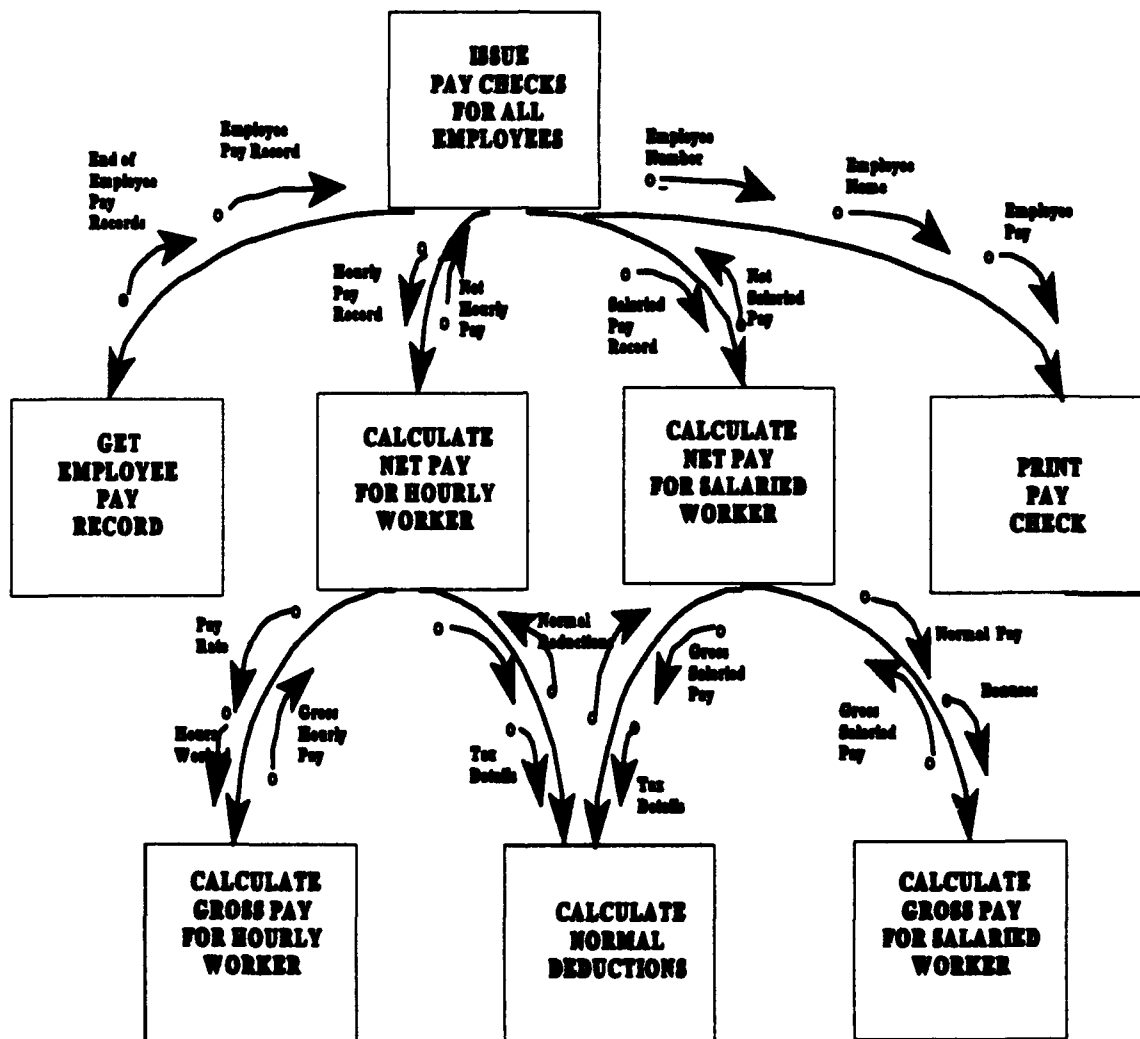 ISSUE
PAY CHECKS
FOR ALL
EMPLOYEES
Employee
Pay Record
End of
Employee
Pay
Records
Employee
Number
Employee
Name
Employee
Pay
Hourly
Pay
Record
Net
Hourly
Pay
Salaried
Pay
Record
Net
Salaried
Pay
GET
EMPLOYEE
PAY
RECORD
CALCULATE
NET PAY
FOR HOURLY
WORKER
CALCULATE
NET PAY
FOR SALARIED
WORKER
PRINT
PAY
CHECK
Pay
Rate
Hours
Gross
Hourly
Pay
Normal
Deductions
Tax
Details
Gross
Salaried
Pay
Tax
Details
Normal Pay
Bonuses
Gross
Salaried
Pay
CALCULATE
GROSS PAY
FOR HOURLY
WORKER
CALCULATE
NORMAL
DEDUCTIONS
CALCULATE
GROSS PAY
FOR SALARIED
WORKER